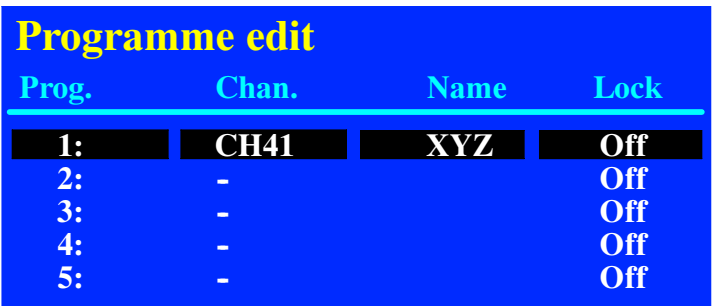 Programme edit
Prog. Chan. Name Lock
1: CH41 XYZ Off
2: - Off
3: - Off
4: - Off
5: - Off